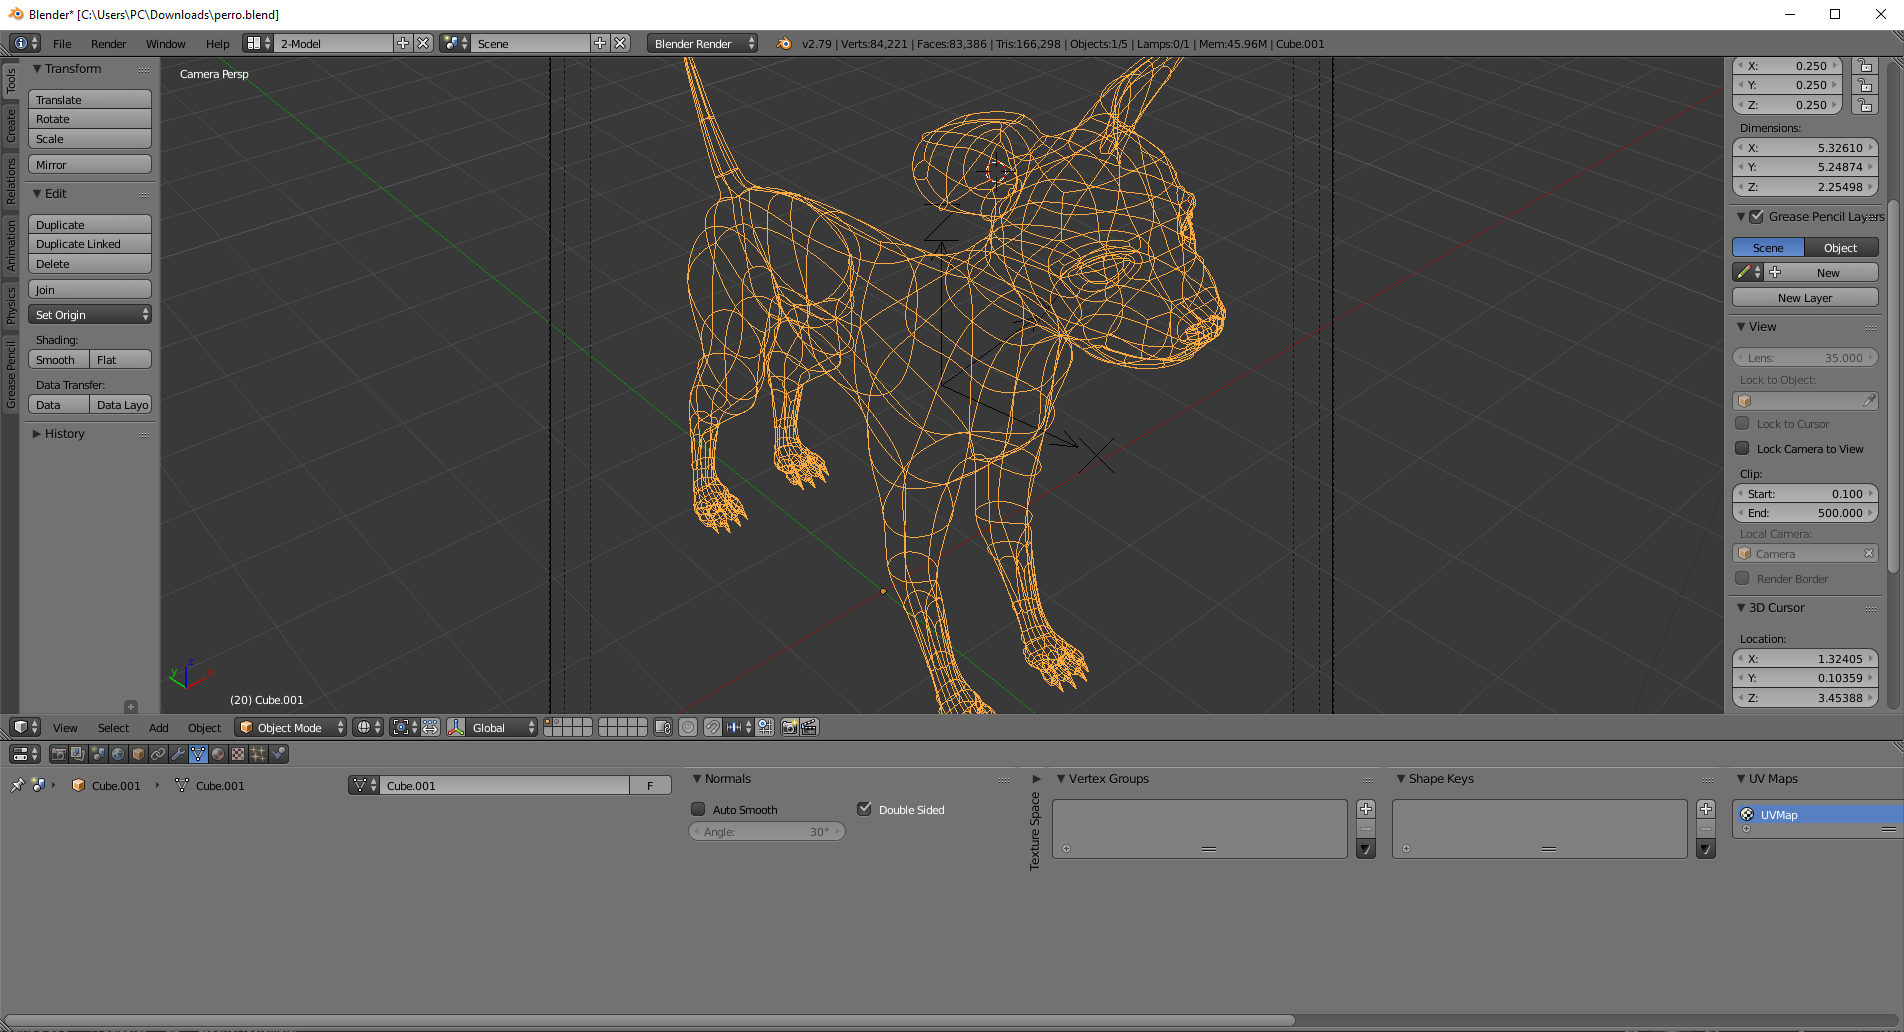 Blender* [C:\Users\PC\Downloads\perro.blend]
File Render Window Help 2-Model Scene Blender Render v2.79 | Verts:84,221 | Faces:83,386 | Tris:166,298 | Objects:1/5 | Lamps:0/1 | Mem:45.96M | Cube.001
Tools
Create
Relations
Animation
Physics
Grease Pencil
Transform
Translate
Rotate
Scale
Mirror
Edit
Duplicate
Duplicate Linked
Delete
Join
Set Origin
Shading:
Smooth Flat
Data Transfer:
Data Data Layo
History
Camera Persp
y z
(20) Cube.001
X: 0.250
Y: 0.250
Z: 0.250
Dimensions:
X: 5.32610
Y: 5.24874
Z: 2.25498
Grease Pencil Layers
Scene Object
New
New Layer
View
Lens: 35.000
Lock to Object:
Lock to Cursor
Lock Camera to View
Clip:
Start: 0.100
End: 500.000
Local Camera:
Camera
Render Border
3D Cursor
Location:
X: 1.32405
Y: 0.10359
Z: 3.45388
View Select Add Object Object Mode Global
Cube.001 Cube.001 Cube.001 F
Normals
Auto Smooth Double Sided
Angle: 30°
Texture Space
Vertex Groups
Shape Keys
UV Maps
UVMap